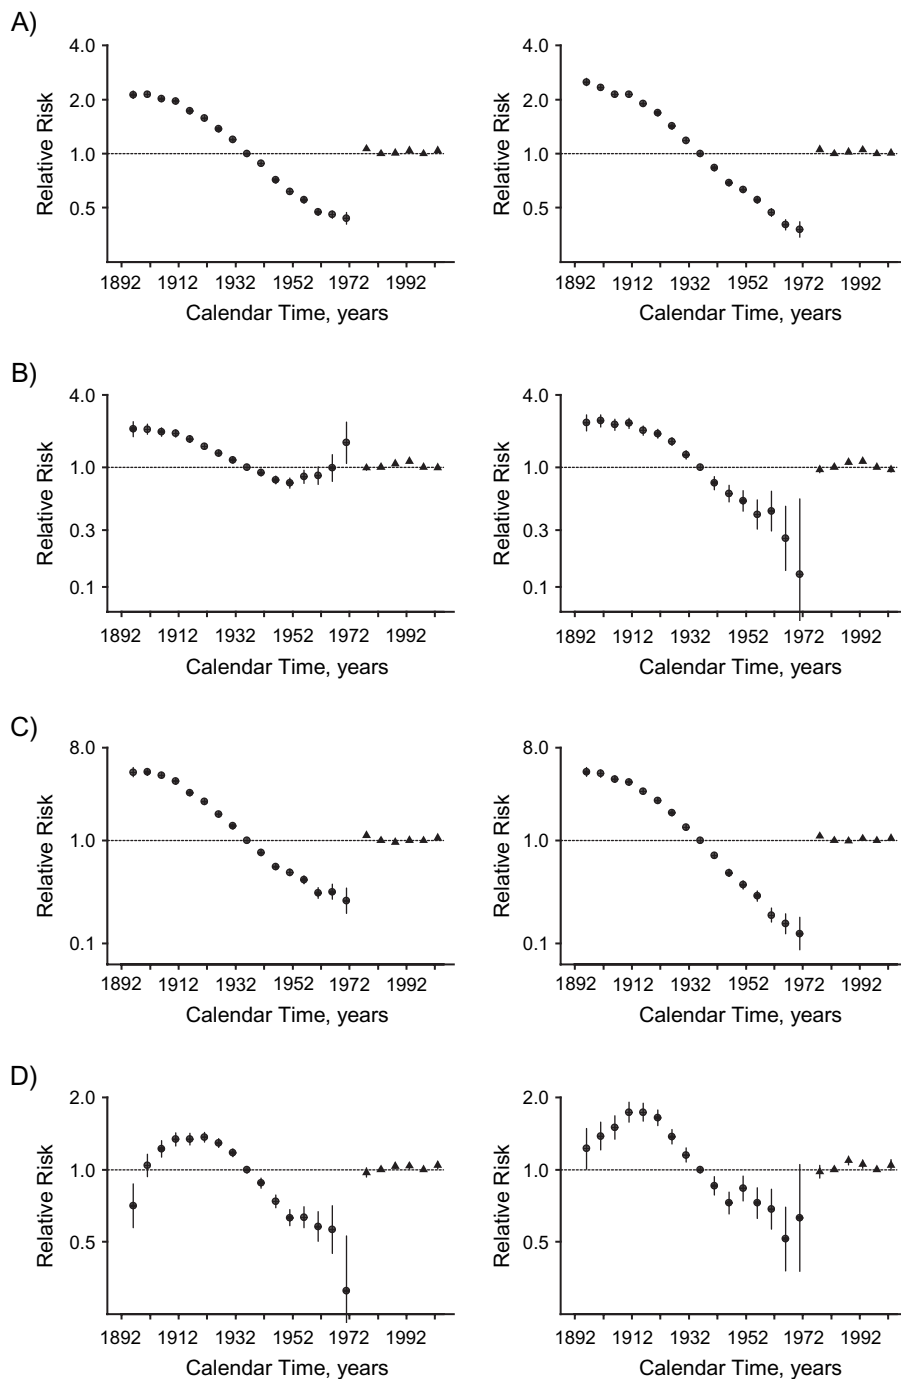 A)
Relative Risk
4.0
2.0
1.0
0.5
1892 1912 1932 1952 1972 1992
Calendar Time, years
Relative Risk
4.0
2.0
1.0
0.5
1892 1912 1932 1952 1972 1992
Calendar Time, years
B)
Relative Risk
4.0
1.0
0.3
0.1
1892 1912 1932 1952 1972 1992
Calendar Time, years
Relative Risk
4.0
1.0
0.3
0.1
1892 1912 1932 1952 1972 1992
Calendar Time, years
C)
Relative Risk
8.0
1.0
0.1
1892 1912 1932 1952 1972 1992
Calendar Time, years
Relative Risk
8.0
1.0
0.1
1892 1912 1932 1952 1972 1992
Calendar Time, years
D)
Relative Risk
2.0
1.0
0.5
1892 1912 1932 1952 1972 1992
Calendar Time, years
Relative Risk
2.0
1.0
0.5
1892 1912 1932 1952 1972 1992
Calendar Time, years